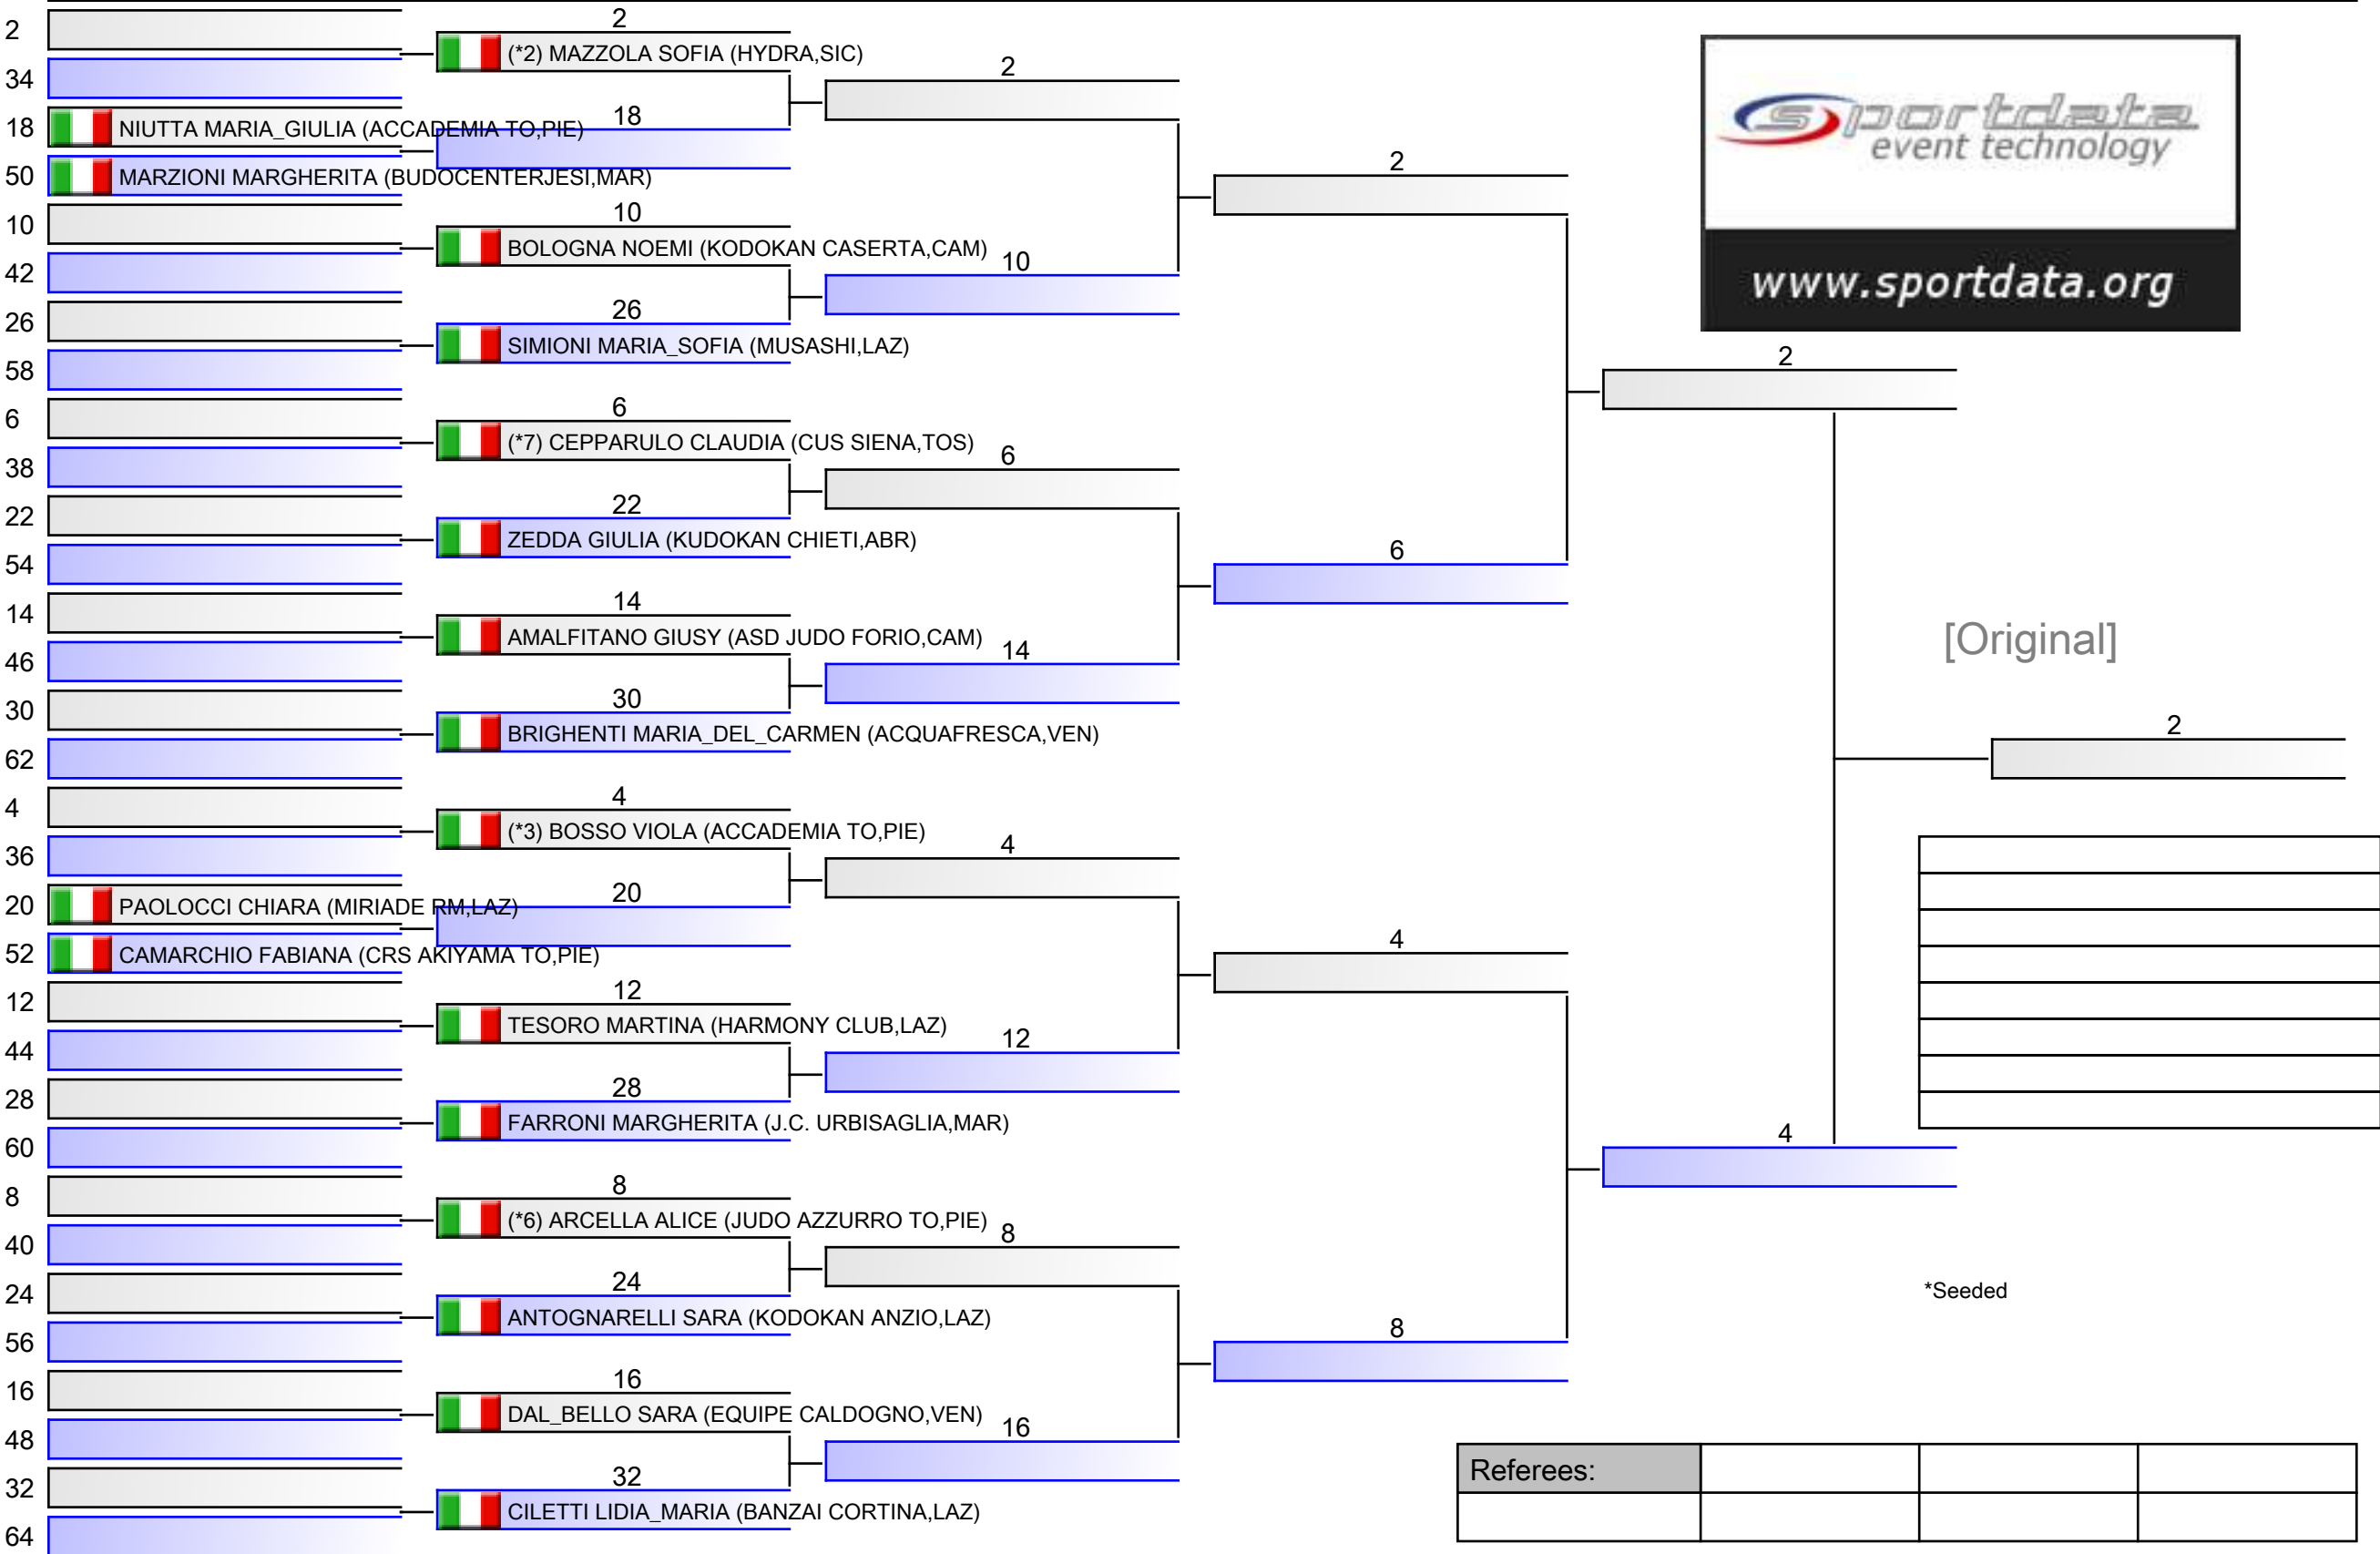 2
34
18 NIUTTA MARIA_GIULIA (ACCADEMIA TO,PIE)
50 MARZIONI MARGHERITA (BUDOCENTERJESI,MAR)
10
42
26
58
6
38
22
54
14
46
30
62
4
36
20 PAOLOCCI CHIARA (MIRIADE RM,LAZ)
52 CAMARCHIO FABIANA (CRS AKIYAMA TO,PIE)
12
44
28
60
8
40
24
56
16
48
32
64
2
(*2) MAZZOLA SOFIA (HYDRA,SIC)
18
10
BOLOGNA NOEMI (KODOKAN CASERTA,CAM)
26
SIMIONI MARIA_SOFIA (MUSASHI,LAZ)
6
(*7) CEPPARULO CLAUDIA (CUS SIENA,TOS)
22
ZEDDA GIULIA (KUDOKAN CHIETI,ABR)
14
AMALFITANO GIUSY (ASD JUDO FORIO,CAM)
30
BRIGHENTI MARIA_DEL_CARMEN (ACQUAFRESCA,VEN)
4
(*3) BOSSO VIOLA (ACCADEMIA TO,PIE)
20
12
TESORO MARTINA (HARMONY CLUB,LAZ)
28
FARRONI MARGHERITA (J.C. URBISAGLIA,MAR)
8
(*6) ARCELLA ALICE (JUDO AZZURRO TO,PIE)
24
ANTOGNARELLI SARA (KODOKAN ANZIO,LAZ)
16
DAL_BELLO SARA (EQUIPE CALDOGNO,VEN)
32
CILETTI LIDIA_MARIA (BANZAI CORTINA,LAZ)
2
10
6
14
4
12
8
16
2
6
4
8
2
4
2
sportdata
event technology
www.sportdata.org
[Original]
*Seeded
Referees: